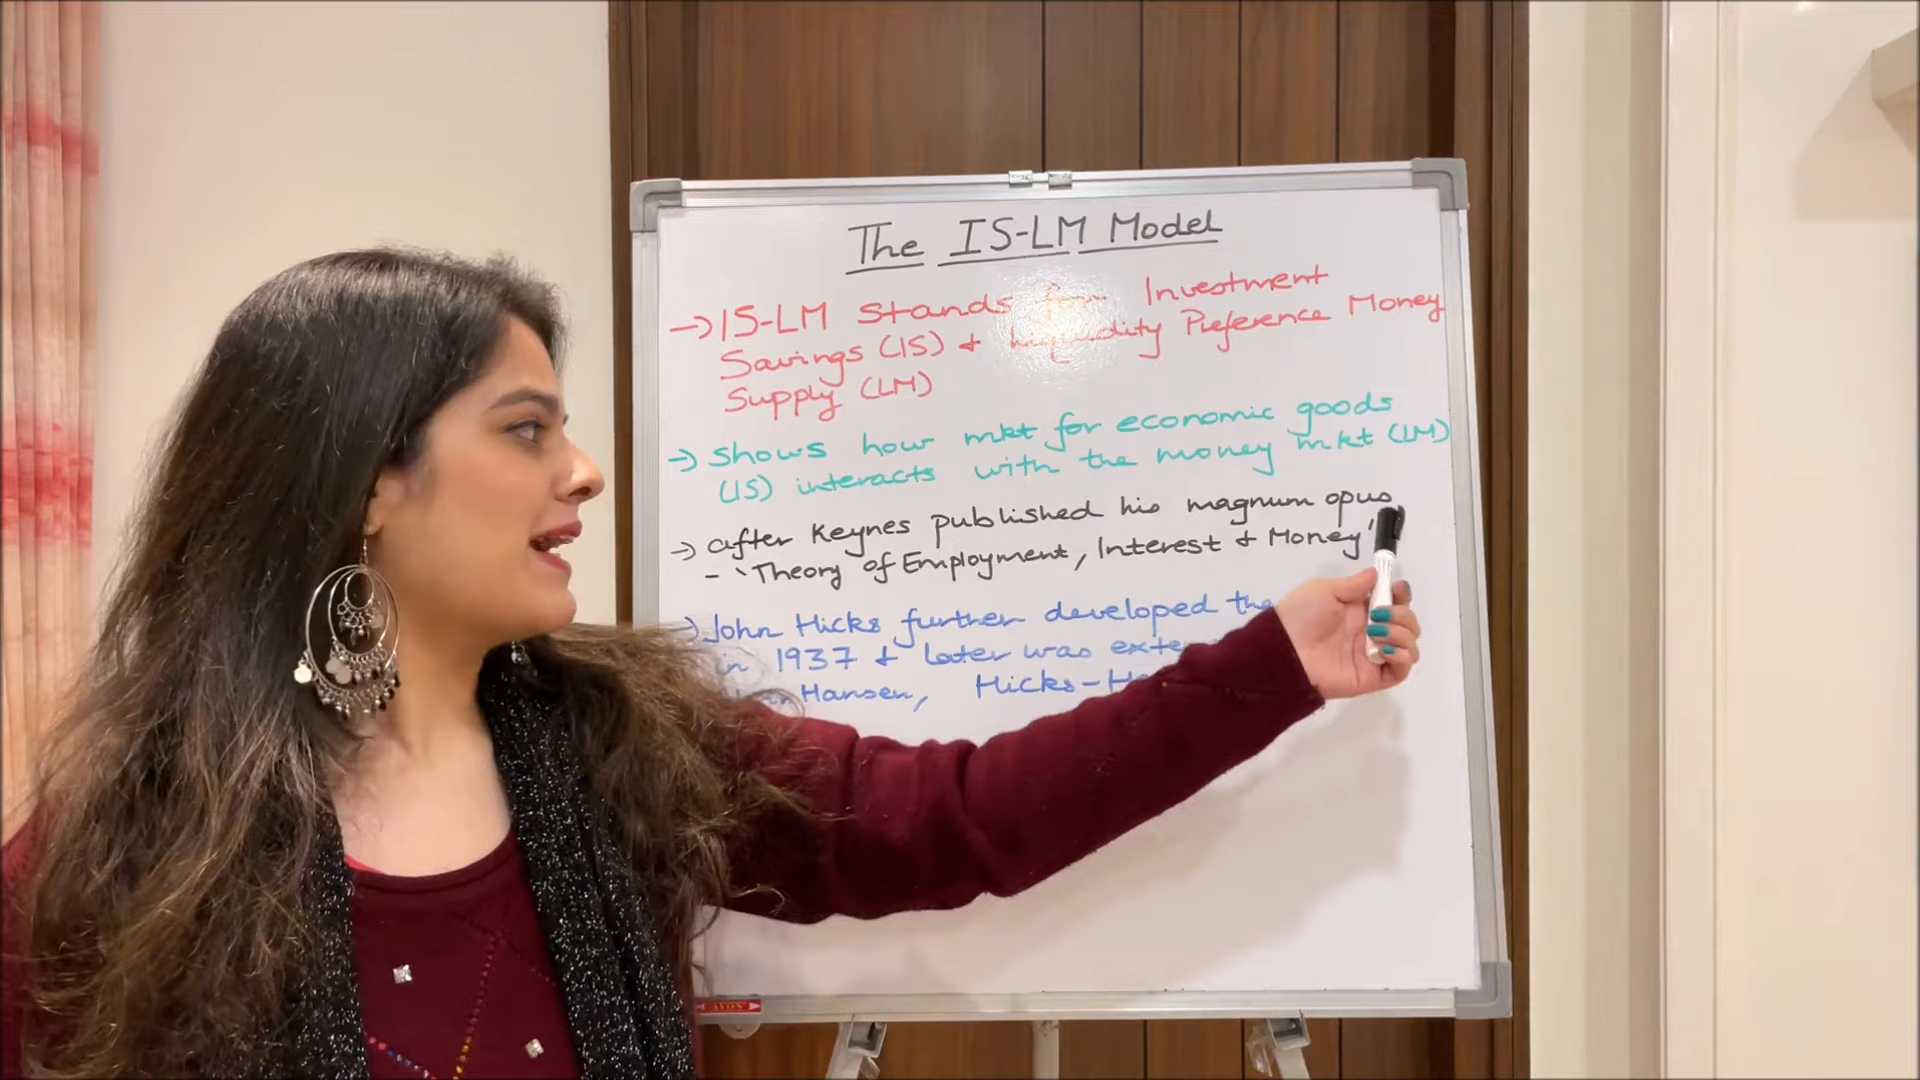 The IS-LM Model
→ IS-LM stands for Investment
Savings (IS) + Liquidity Preference Money
Supply (LM)
→ shows how mkt for economic goods
(IS) interacts with the money mkt (LM)
→ after Keynes published his magnum opus
- 'Theory of Employment, Interest + Money'
→ John Hicks further developed the
in 1937 + later was
Hansen, Hicks-